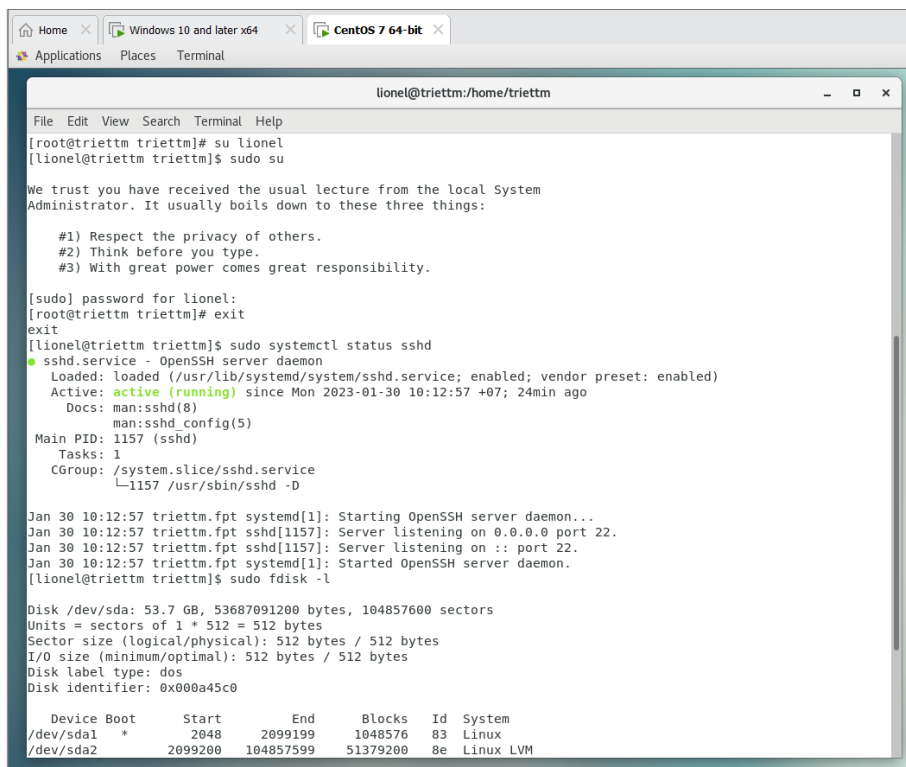 Home Windows 10 and later x64 CentOS 7 64-bit
Applications Places Terminal
lionel@triettm:/home/triettm
File Edit View Search Terminal Help
[root@triettm triettm]# su lionel
[lionel@triettm triettm]$ sudo su
We trust you have received the usual lecture from the local System
Administrator. It usually boils down to these three things:
#1) Respect the privacy of others.
#2) Think before you type.
#3) With great power comes great responsibility.
[sudo] password for lionel:
[root@triettm triettm]# exit
exit
[lionel@triettm triettm]$ sudo systemctl status sshd
● sshd.service - OpenSSH server daemon
Loaded: loaded (/usr/lib/systemd/system/sshd.service; enabled; vendor preset: enabled)
Active: active (running) since Mon 2023-01-30 10:12:57 +07; 24min ago
Docs: man:sshd(8)
man:sshd_config(5)
Main PID: 1157 (sshd)
Tasks: 1
CGroup: /system.slice/sshd.service
└─1157 /usr/sbin/sshd -D
Jan 30 10:12:57 triettm.fpt systemd[1]: Starting OpenSSH server daemon...
Jan 30 10:12:57 triettm.fpt sshd[1157]: Server listening on 0.0.0.0 port 22.
Jan 30 10:12:57 triettm.fpt sshd[1157]: Server listening on :: port 22.
Jan 30 10:12:57 triettm.fpt systemd[1]: Started OpenSSH server daemon.
[lionel@triettm triettm]$ sudo fdisk -l
Disk /dev/sda: 53.7 GB, 53687091200 bytes, 104857600 sectors
Units = sectors of 1 * 512 = 512 bytes
Sector size (logical/physical): 512 bytes / 512 bytes
I/O size (minimum/optimal): 512 bytes / 512 bytes
Disk label type: dos
Disk identifier: 0x000a45c0
Device Boot Start End Blocks Id System
/dev/sda1 * 2048 2099199 1048576 83 Linux
/dev/sda2 2099200 104857599 51379200 8e Linux LVM